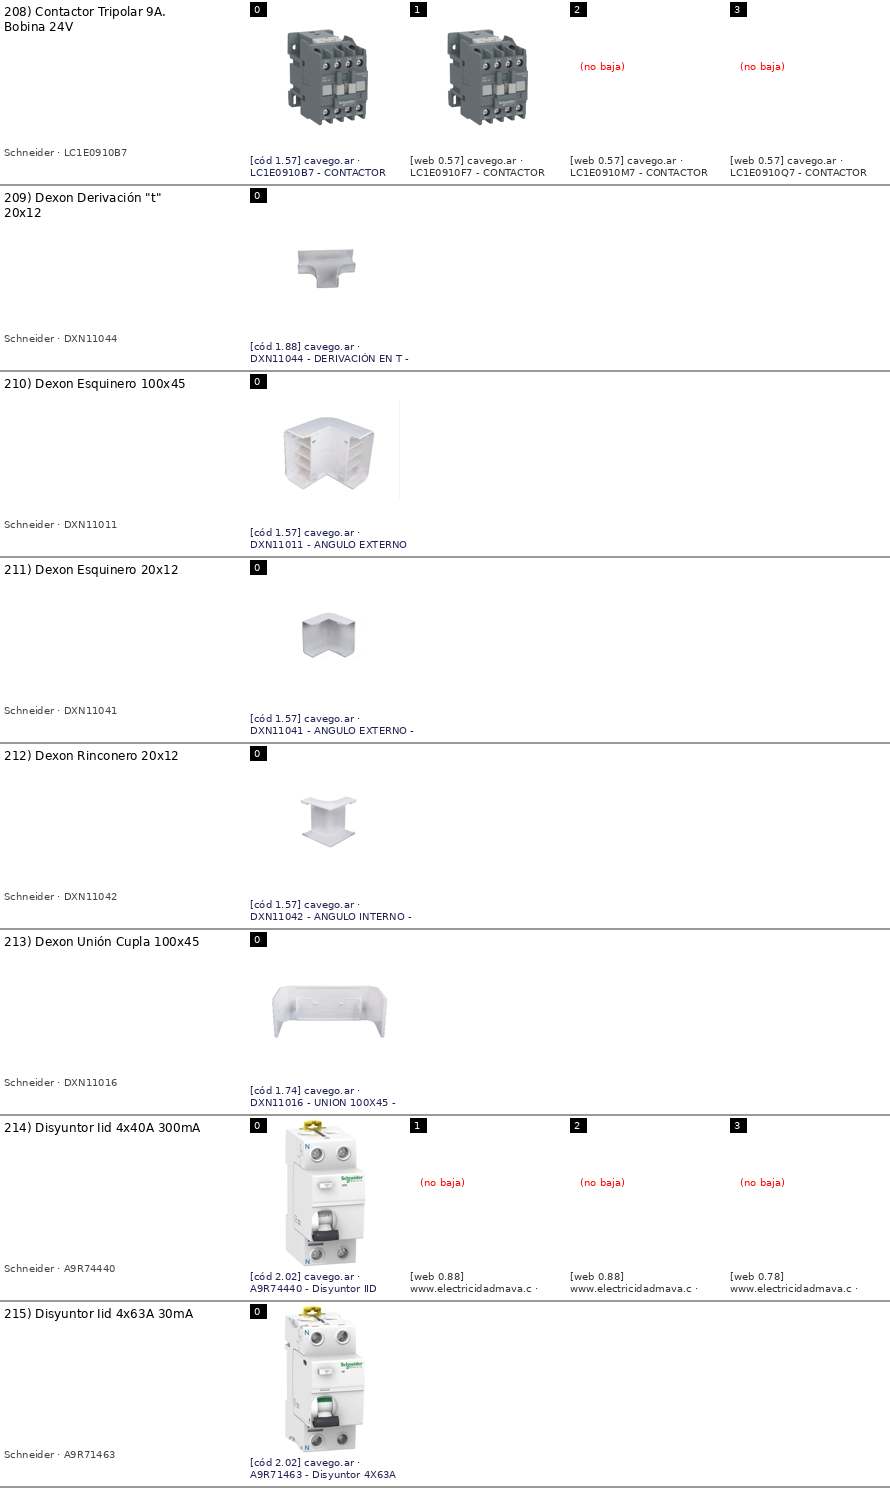 208) Contactor Tripolar 9A.
Bobina 24V
Schneider · LC1E0910B7
0
[cód 1.57] cavego.ar ·
LC1E0910B7 - CONTACTOR
1
[web 0.57] cavego.ar ·
LC1E0910F7 - CONTACTOR
2
(no baja)
[web 0.57] cavego.ar ·
LC1E0910M7 - CONTACTOR
3
(no baja)
[web 0.57] cavego.ar ·
LC1E0910Q7 - CONTACTOR
209) Dexon Derivación "t"
20x12
Schneider · DXN11044
0
[cód 1.88] cavego.ar ·
DXN11044 - DERIVACIÓN EN T -
210) Dexon Esquinero 100x45
Schneider · DXN11011
0
[cód 1.57] cavego.ar ·
DXN11011 - ANGULO EXTERNO
211) Dexon Esquinero 20x12
Schneider · DXN11041
0
[cód 1.57] cavego.ar ·
DXN11041 - ANGULO EXTERNO -
212) Dexon Rinconero 20x12
Schneider · DXN11042
0
[cód 1.57] cavego.ar ·
DXN11042 - ANGULO INTERNO -
213) Dexon Unión Cupla 100x45
Schneider · DXN11016
0
[cód 1.74] cavego.ar ·
DXN11016 - UNION 100X45 -
214) Disyuntor Iid 4x40A 300mA
Schneider · A9R74440
0
N
Schneider
N
[cód 2.02] cavego.ar ·
A9R74440 - Disyuntor IID
1
(no baja)
[web 0.88]
www.electricidadmava.c ·
2
(no baja)
[web 0.88]
www.electricidadmava.c ·
3
(no baja)
[web 0.78]
www.electricidadmava.c ·
215) Disyuntor Iid 4x63A 30mA
Schneider · A9R71463
0
N
Schneider
N
[cód 2.02] cavego.ar ·
A9R71463 - Disyuntor 4X63A